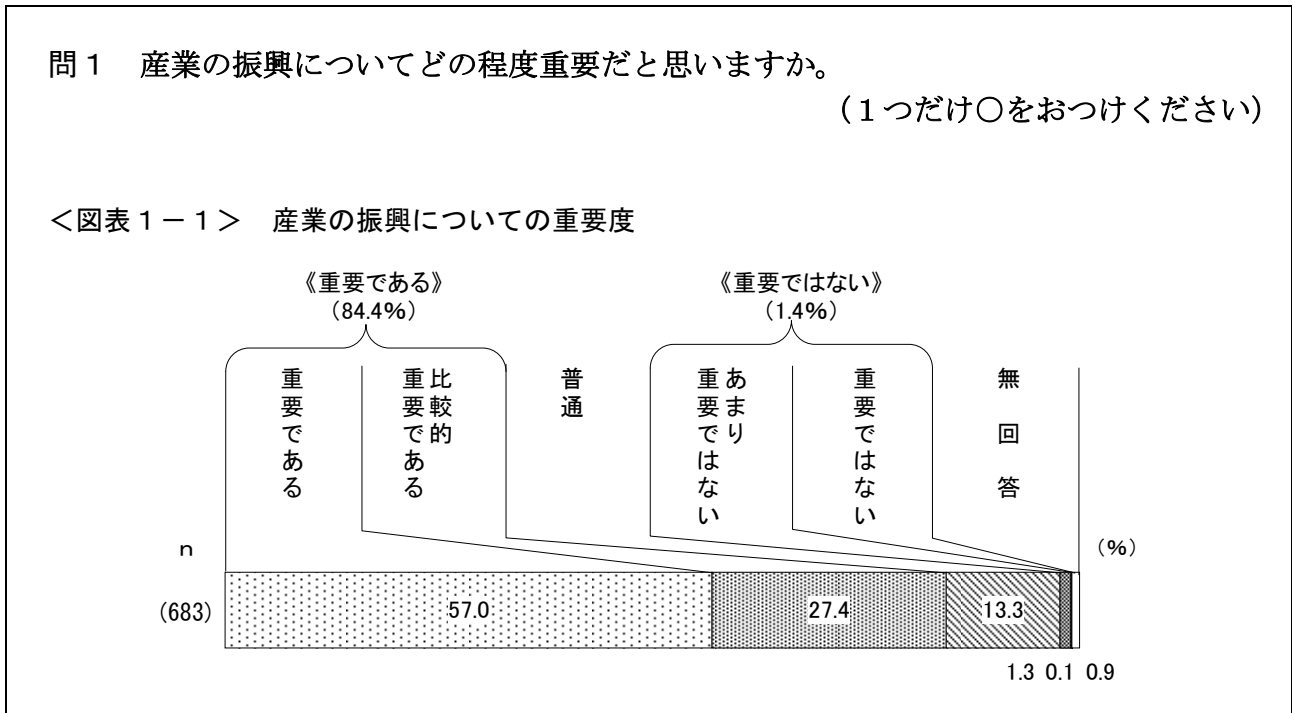 問1 産業の振興についてどの程度重要だと思いますか。
(1つだけ○をおつけください)
<図表1-1> 産業の振興についての重要度
《重要である》
(84.4%)
《重要ではない》
(1.4%)
重要である
比較的
重要である
普通
あまり
重要ではない
重要ではない
無回答
n
(%)
(683)
57.0
27.4
13.3
1.3 0.1 0.9